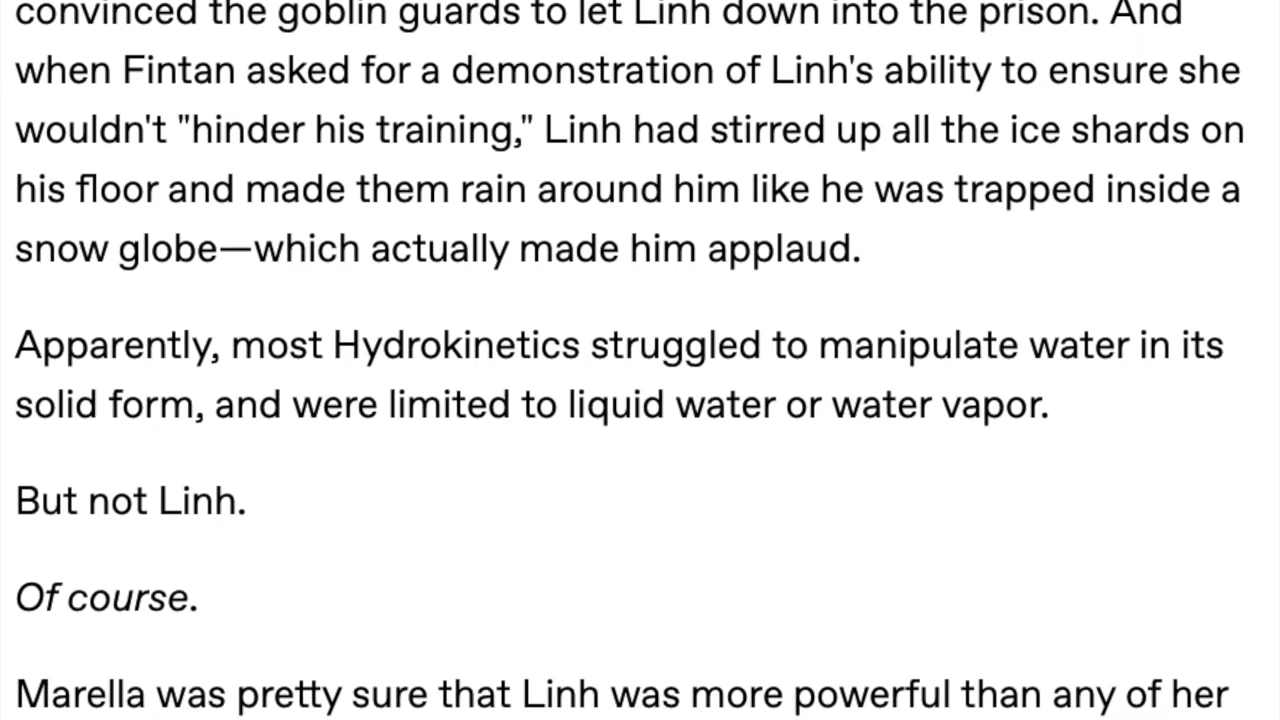 convinced the goblin guards to let Linh down into the prison. And
when Fintan asked for a demonstration of Linh's ability to ensure she
wouldn't "hinder his training," Linh had stirred up all the ice shards on
his floor and made them rain around him like he was trapped inside a
snow globe—which actually made him applaud.
Apparently, most Hydrokinetics struggled to manipulate water in its
solid form, and were limited to liquid water or water vapor.
But not Linh.
Of course.
Marella was pretty sure that Linh was more powerful than any of her